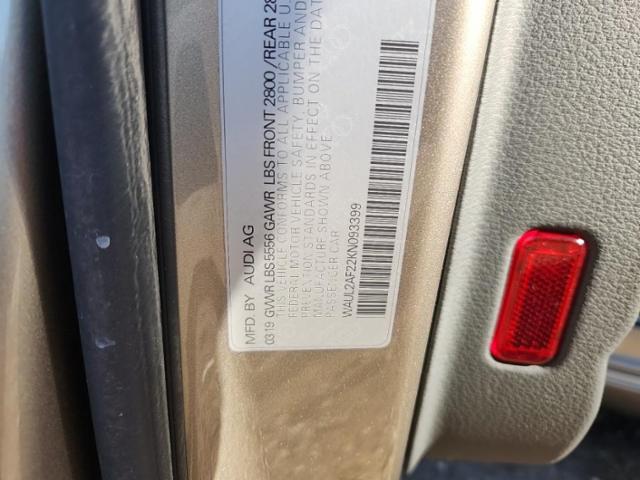 MFD. BY AUDI AG
0319 GVWR LBS 5556 GAWR LBS FRONT 2800 / REAR 28
THIS VEHICLE CONFORMS TO ALL APPLICABLE
FEDERAL MOTOR VEHICLE SAFETY, BUMPER AND
PREVENTION STANDARDS IN EFFECT ON THE DATE
MANUFACTURE SHOWN ABOVE.
PASSENGER CAR
WAUL2AF22KN093399